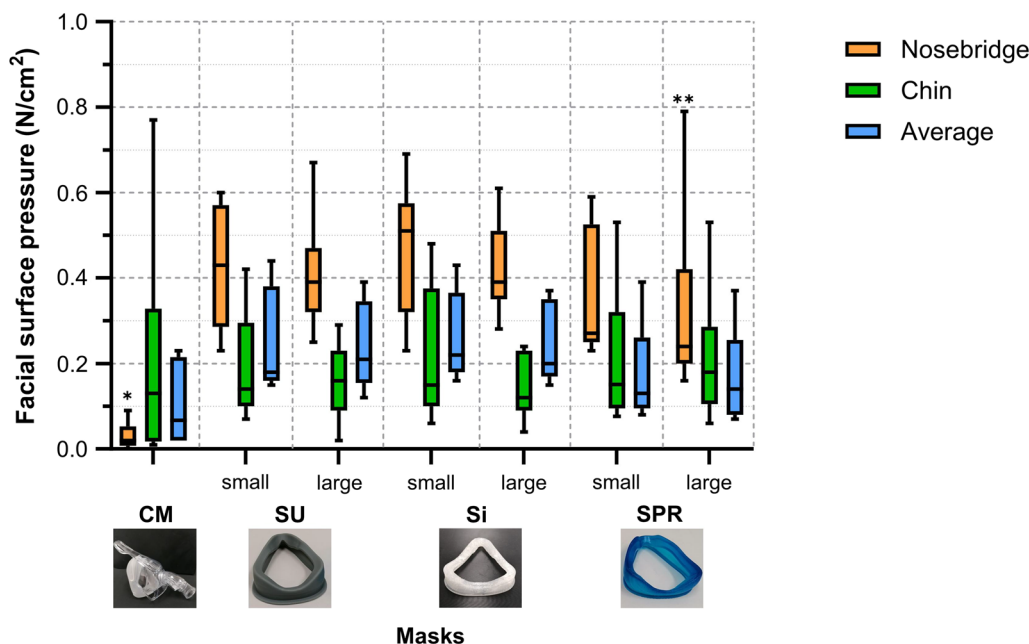 Facial surface pressure (N/cm²)
1.0
0.8
0.6
0.4
0.2
0.0
*
**
Nosebridge
Chin
Average
small large small large small large
CM SU Si SPR
Masks